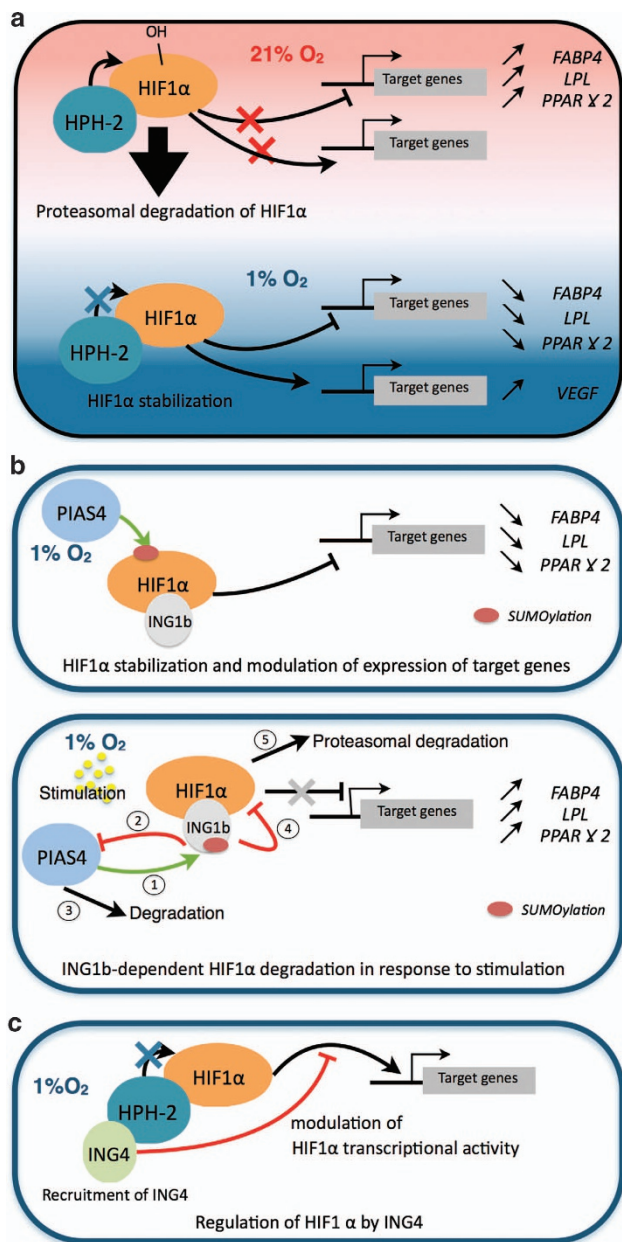 a
OH
HIF1α
HPH-2
21% O₂
Target genes
FABP4
LPL
PPAR ɣ 2
Target genes
Proteasomal degradation of HIF1α
1% O₂
HIF1α
HPH-2
Target genes
FABP4
LPL
PPAR ɣ 2
HIF1α stabilization
Target genes
VEGF
b
PIAS4
1% O₂
HIF1α
ING1b
Target genes
FABP4
LPL
PPAR ɣ 2
SUMOylation
HIF1α stabilization and modulation of expression of target genes
1% O₂
Stimulation
⑤
Proteasomal degradation
HIF1α
ING1b
②
④
Target genes
FABP4
LPL
PPAR ɣ 2
PIAS4
①
③
Degradation
SUMOylation
ING1b-dependent HIF1α degradation in response to stimulation
c
1%O₂
HIF1α
HPH-2
ING4
Target genes
modulation of
HIF1α transcriptional activity
Recruitment of ING4
Regulation of HIF1 α by ING4